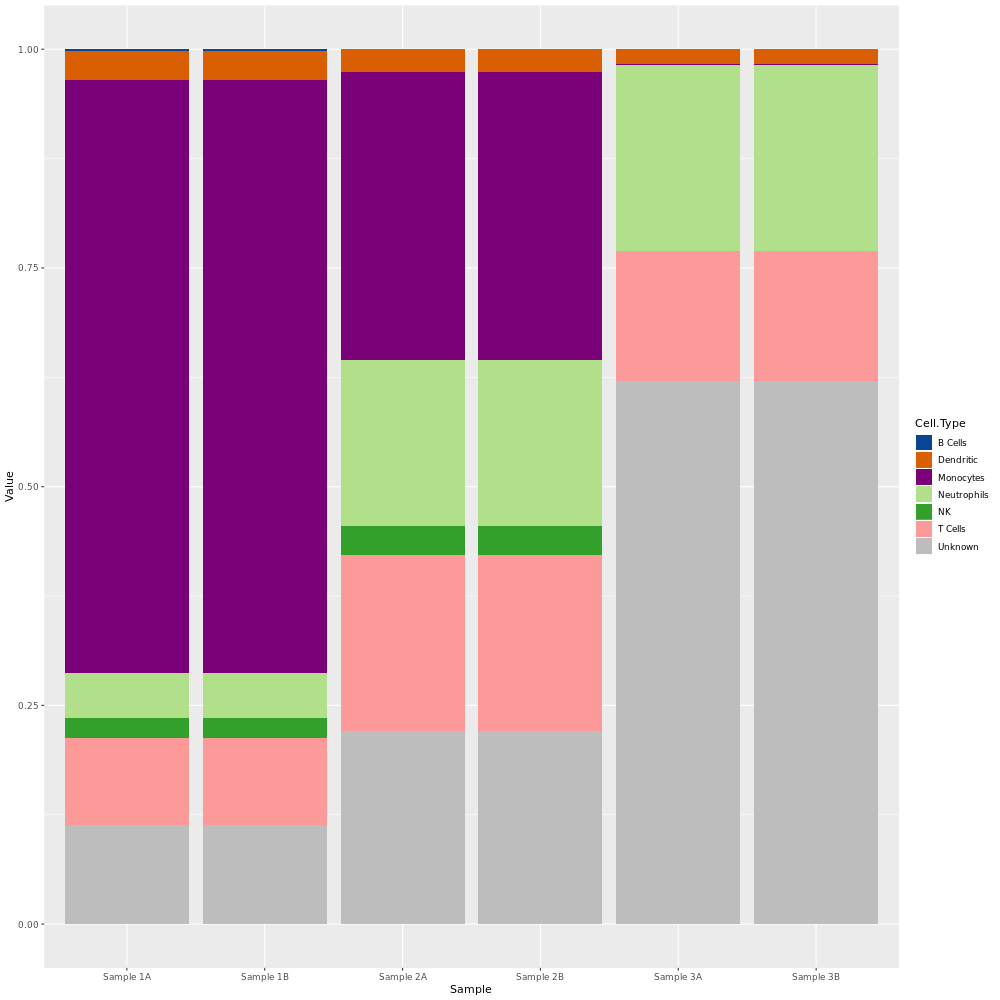 1.00
0.75
0.50
0.25
0.00
Value
Sample 1A
Sample 1B
Sample 2A
Sample 2B
Sample 3A
Sample 3B
Sample
Cell.Type
B Cells
Dendritic
Monocytes
Neutrophils
NK
T Cells
Unknown